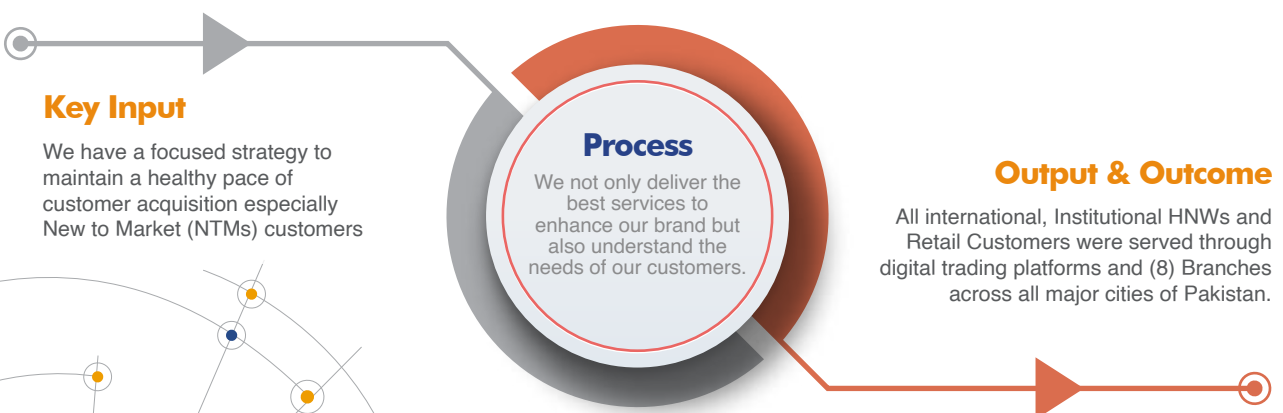 Key Input
We have a focused strategy to
maintain a healthy pace of
customer acquisition especially
New to Market (NTMs) customers
Process
We not only deliver the
best services to
enhance our brand but
also understand the
needs of our customers.
Output & Outcome
All international, Institutional HNWs and
Retail Customers were served through
digital trading platforms and (8) Branches
across all major cities of Pakistan.